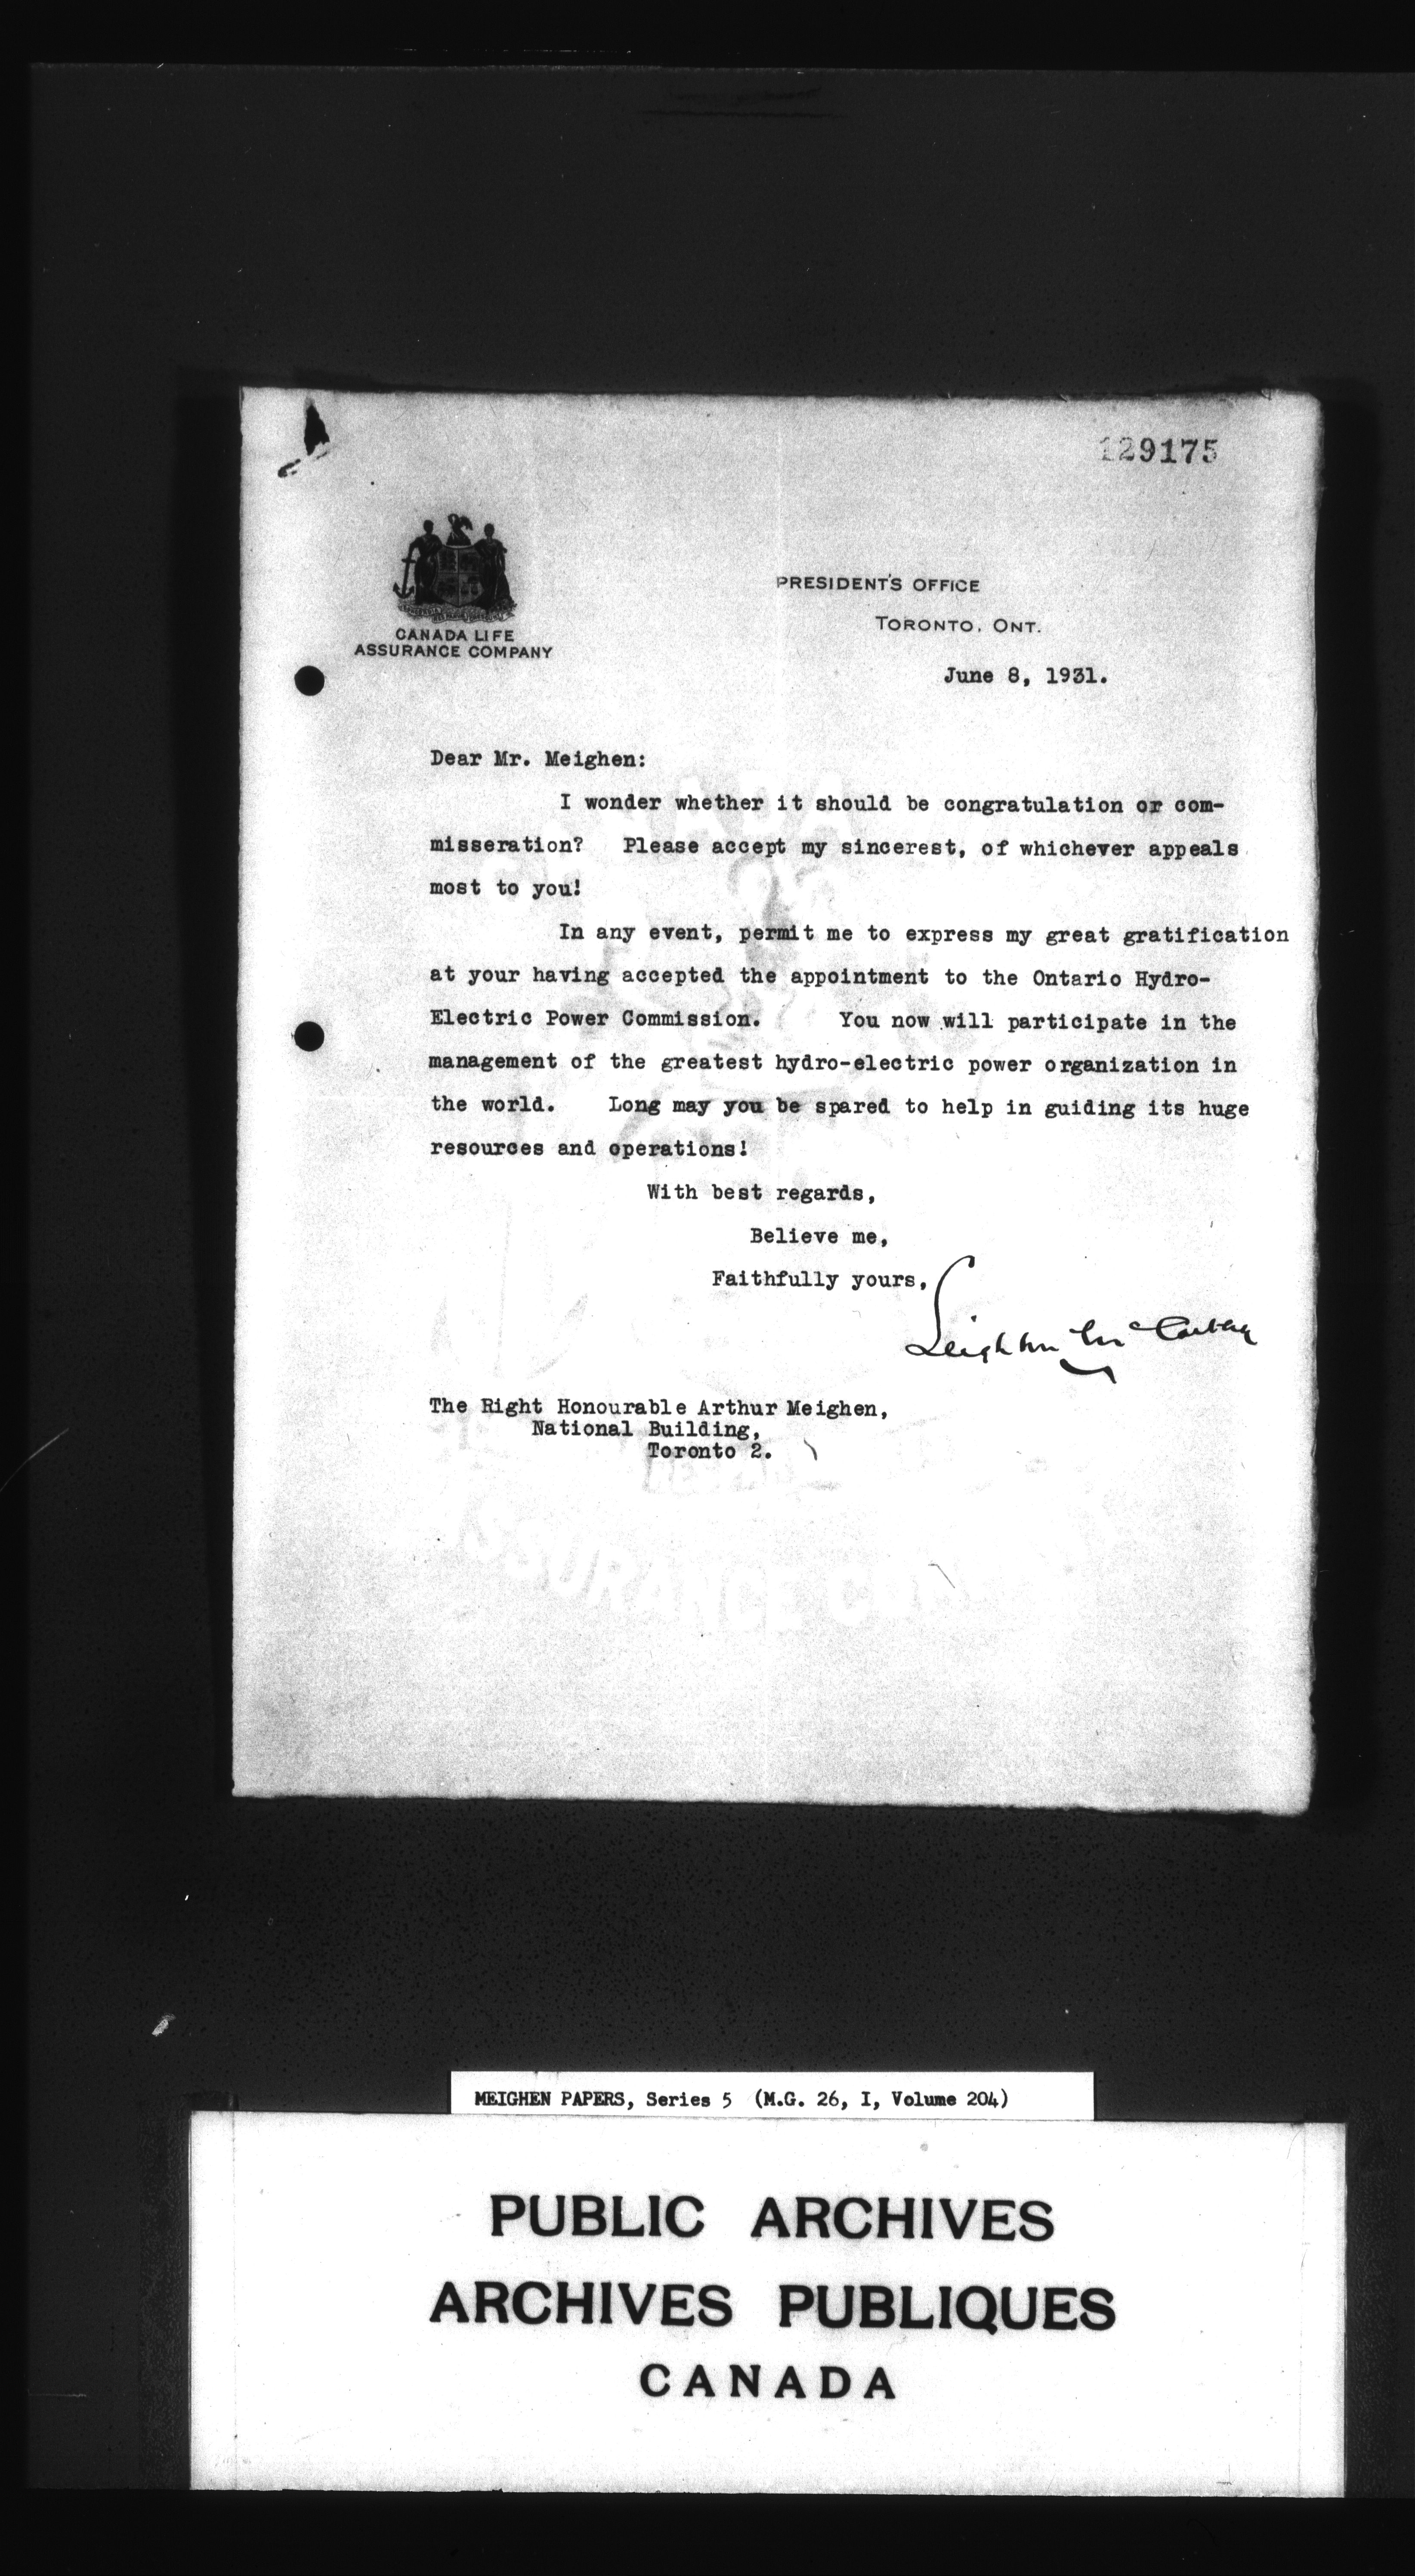 129175
CANADA LIFE
ASSURANCE COMPANY
PRESIDENT'S OFFICE
TORONTO, ONT.
June 8, 1931.
Dear Mr. Meighen:
I wonder whether it should be congratulation or com-
misseration? Please accept my sincerest, of whichever appeals
most to you!
In any event, permit me to express my great gratification
at your having accepted the appointment to the Ontario Hydro-
Electric Power Commission. You now will participate in the
management of the greatest hydro-electric power organization in
the world. Long may you be spared to help in guiding its huge
resources and operations!
With best regards,
Believe me,
Faithfully yours,
Leighton McCarthy
The Right Honourable Arthur Meighen,
National Building,
Toronto 2.
MEIGHEN PAPERS, Series 5 (M.G. 26, I, Volume 204)
PUBLIC ARCHIVES
ARCHIVES PUBLIQUES
CANADA